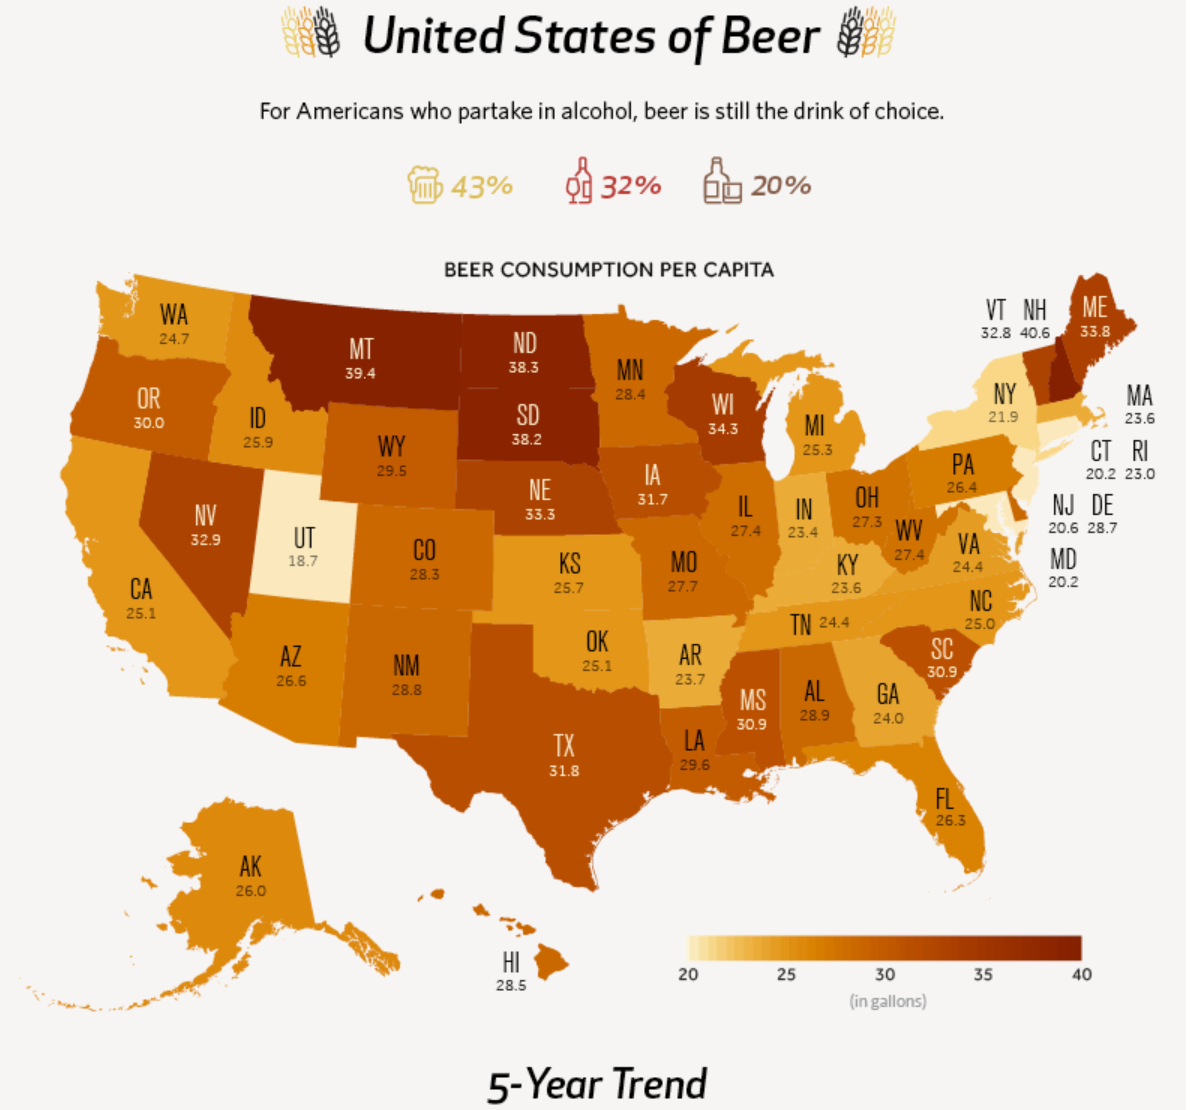 United States of Beer
For Americans who partake in alcohol, beer is still the drink of choice.
43% 32% 20%
BEER CONSUMPTION PER CAPITA
WA
24.7
OR
30.0
ID
25.9
MT
39.4
ND
38.3
SD
38.2
MN
28.4
WI
34.3
MI
25.3
VT NH
32.8 40.6
ME
33.8
NY
21.9
MA
23.6
CT RI
20.2 23.0
NJ DE
20.6 28.7
MD
20.2
PA
26.4
WY
29.5
NE
33.3
IA
31.7
IL
27.4
IN
23.4
OH
27.3
WV
27.4
VA
24.4
NV
32.9
UT
18.7
CO
28.3
KS
25.7
MO
27.7
KY
23.6
CA
25.1
AZ
26.6
NM
28.8
OK
25.1
AR
23.7
TN 24.4
NC
25.0
SC
30.9
TX
31.8
LA
29.6
MS
30.9
AL
28.9
GA
24.0
FL
26.3
AK
26.0
HI
28.5
20 25 30 35 40
(in gallons)
5-Year Trend